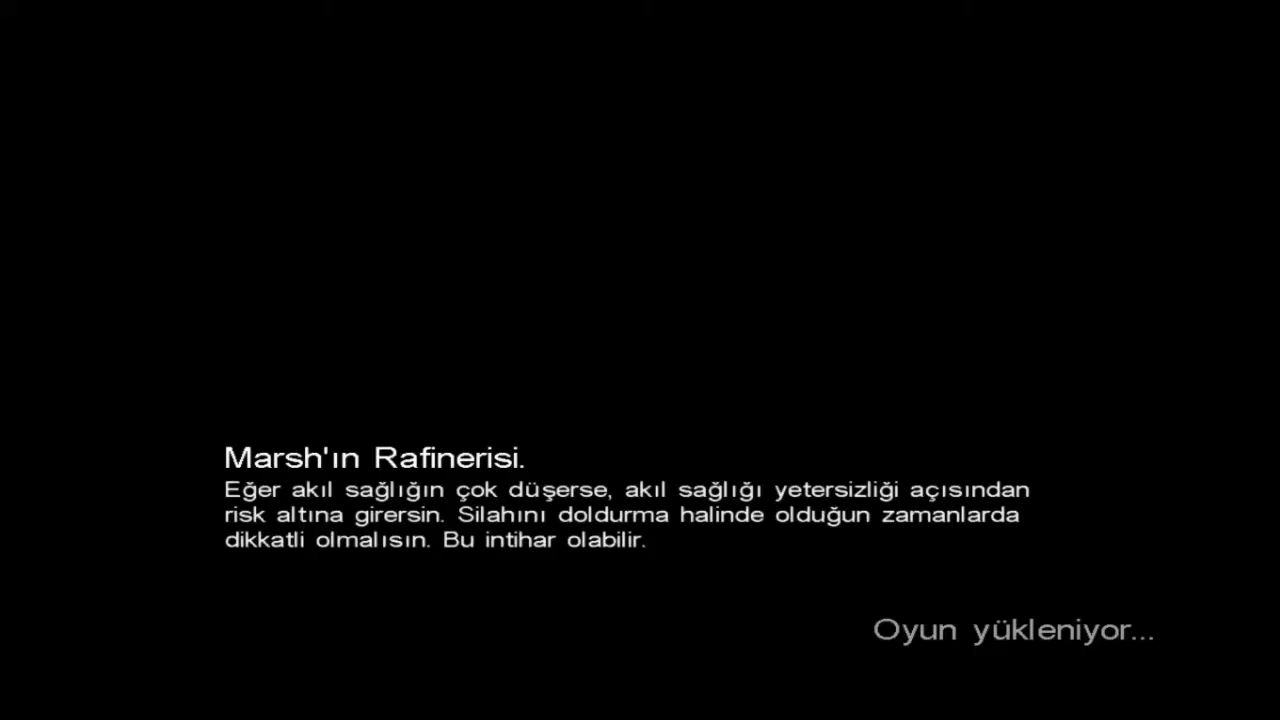 Marsh'ın Rafinerisi.
Eğer akıl sağlığın çok düşerse, akıl sağlığı yetersizliği açısından
risk altına girersin. Silahını doldurma halinde olduğun zamanlarda
dikkatli olmalısın. Bu intihar olabilir.
Oyun yükleniyor...